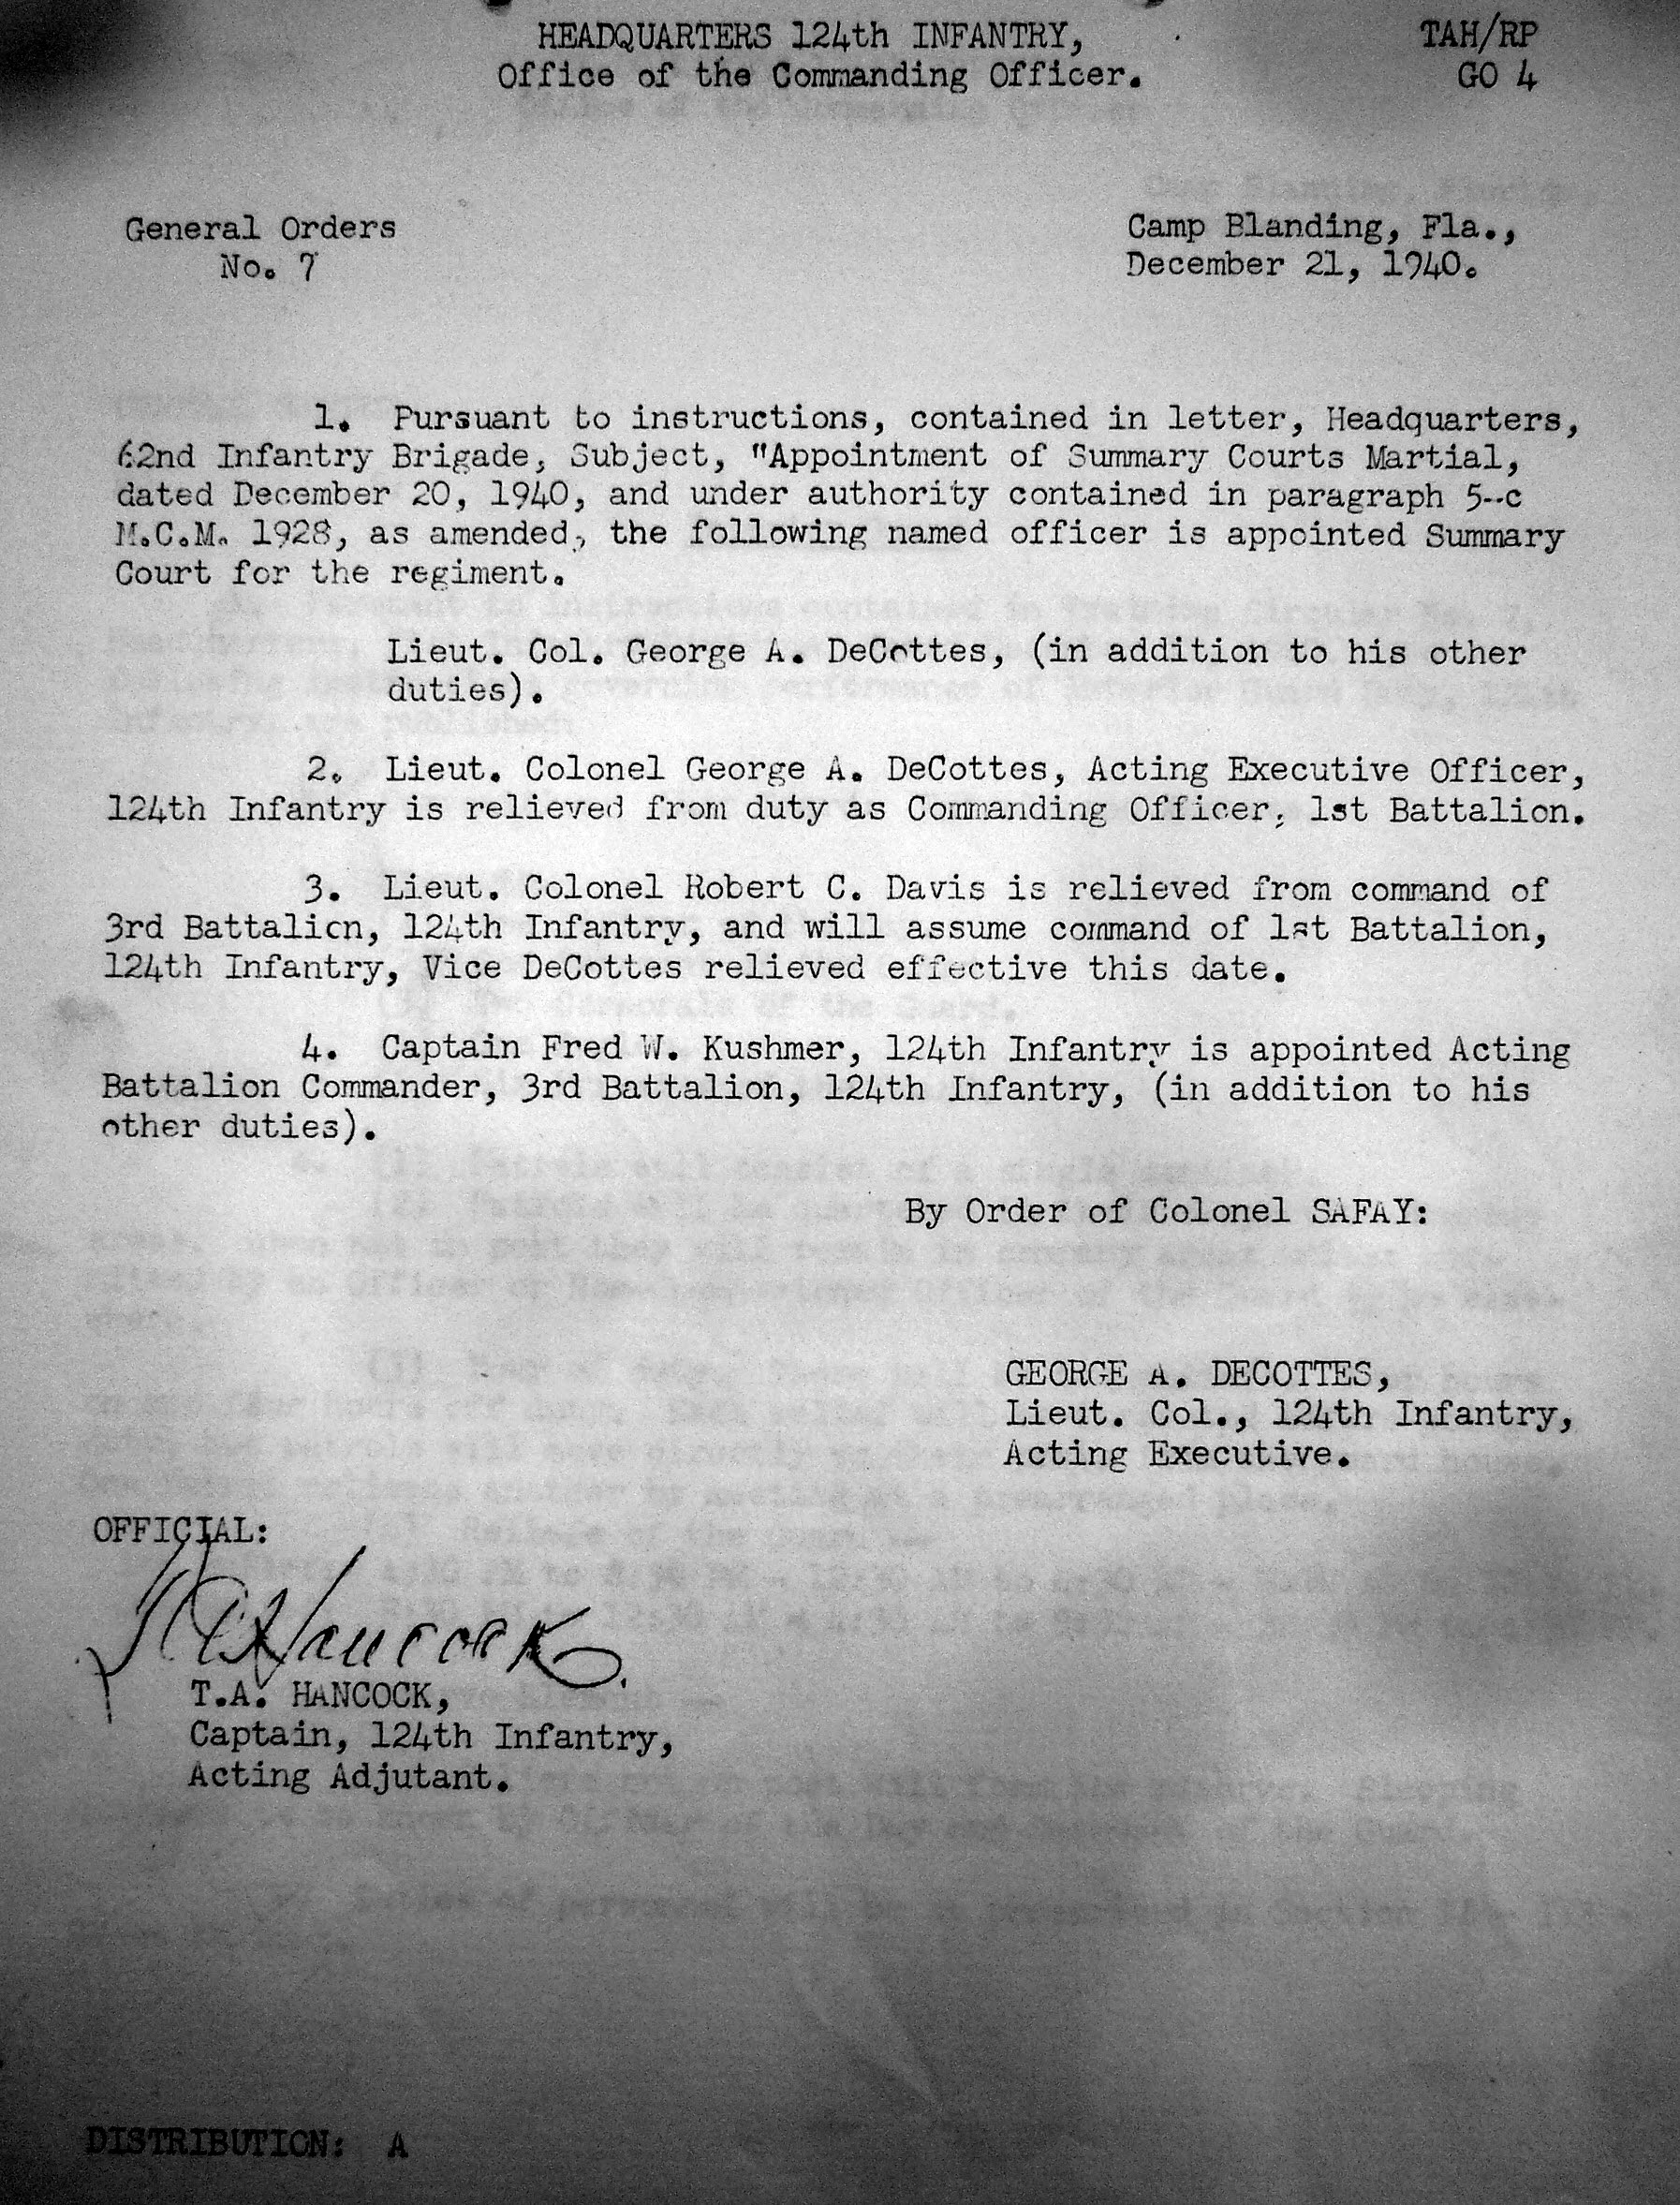 HEADQUARTERS 124th INFANTRY,
Office of the Commanding Officer.
TAH/RP
GO 4
General Orders
No. 7
Camp Blanding, Fla.,
December 21, 1940.
1. Pursuant to instructions, contained in letter, Headquarters,
62nd Infantry Brigade, Subject, "Appointment of Summary Courts Martial,
dated December 20, 1940, and under authority contained in paragraph 5--c
M.C.M. 1928, as amended, the following named officer is appointed Summary
Court for the regiment.
Lieut. Col. George A. DeCottes, (in addition to his other
duties).
2. Lieut. Colonel George A. DeCottes, Acting Executive Officer,
124th Infantry is relieved from duty as Commanding Officer, 1st Battalion.
3. Lieut. Colonel Robert C. Davis is relieved from command of
3rd Battalion, 124th Infantry, and will assume command of 1st Battalion,
124th Infantry, Vice DeCottes relieved effective this date.
4. Captain Fred W. Kushmer, 124th Infantry is appointed Acting
Battalion Commander, 3rd Battalion, 124th Infantry, (in addition to his
other duties).
By Order of Colonel SAFAY:
GEORGE A. DECOTTES,
Lieut. Col., 124th Infantry,
Acting Executive.
OFFICIAL:
T A Hancock.
T.A. HANCOCK,
Captain, 124th Infantry,
Acting Adjutant.
DISTRIBUTION: A